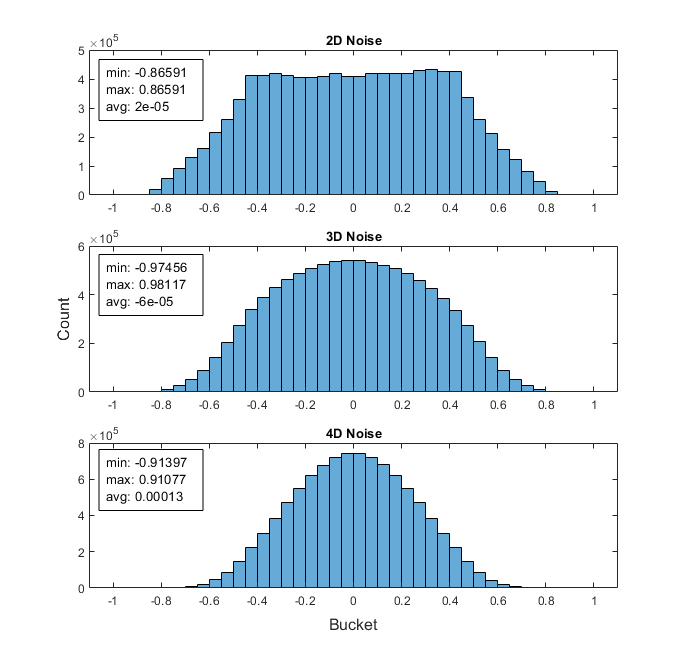 2D Noise
×10^5
5
4
3
2
1
0
min: -0.86591
max: 0.86591
avg: 2e-05
-1 -0.8 -0.6 -0.4 -0.2 0 0.2 0.4 0.6 0.8 1
3D Noise
×10^5
6
4
2
0
min: -0.97456
max: 0.98117
avg: -6e-05
-1 -0.8 -0.6 -0.4 -0.2 0 0.2 0.4 0.6 0.8 1
Count
4D Noise
×10^5
8
6
4
2
0
min: -0.91397
max: 0.91077
avg: 0.00013
-1 -0.8 -0.6 -0.4 -0.2 0 0.2 0.4 0.6 0.8 1
Bucket